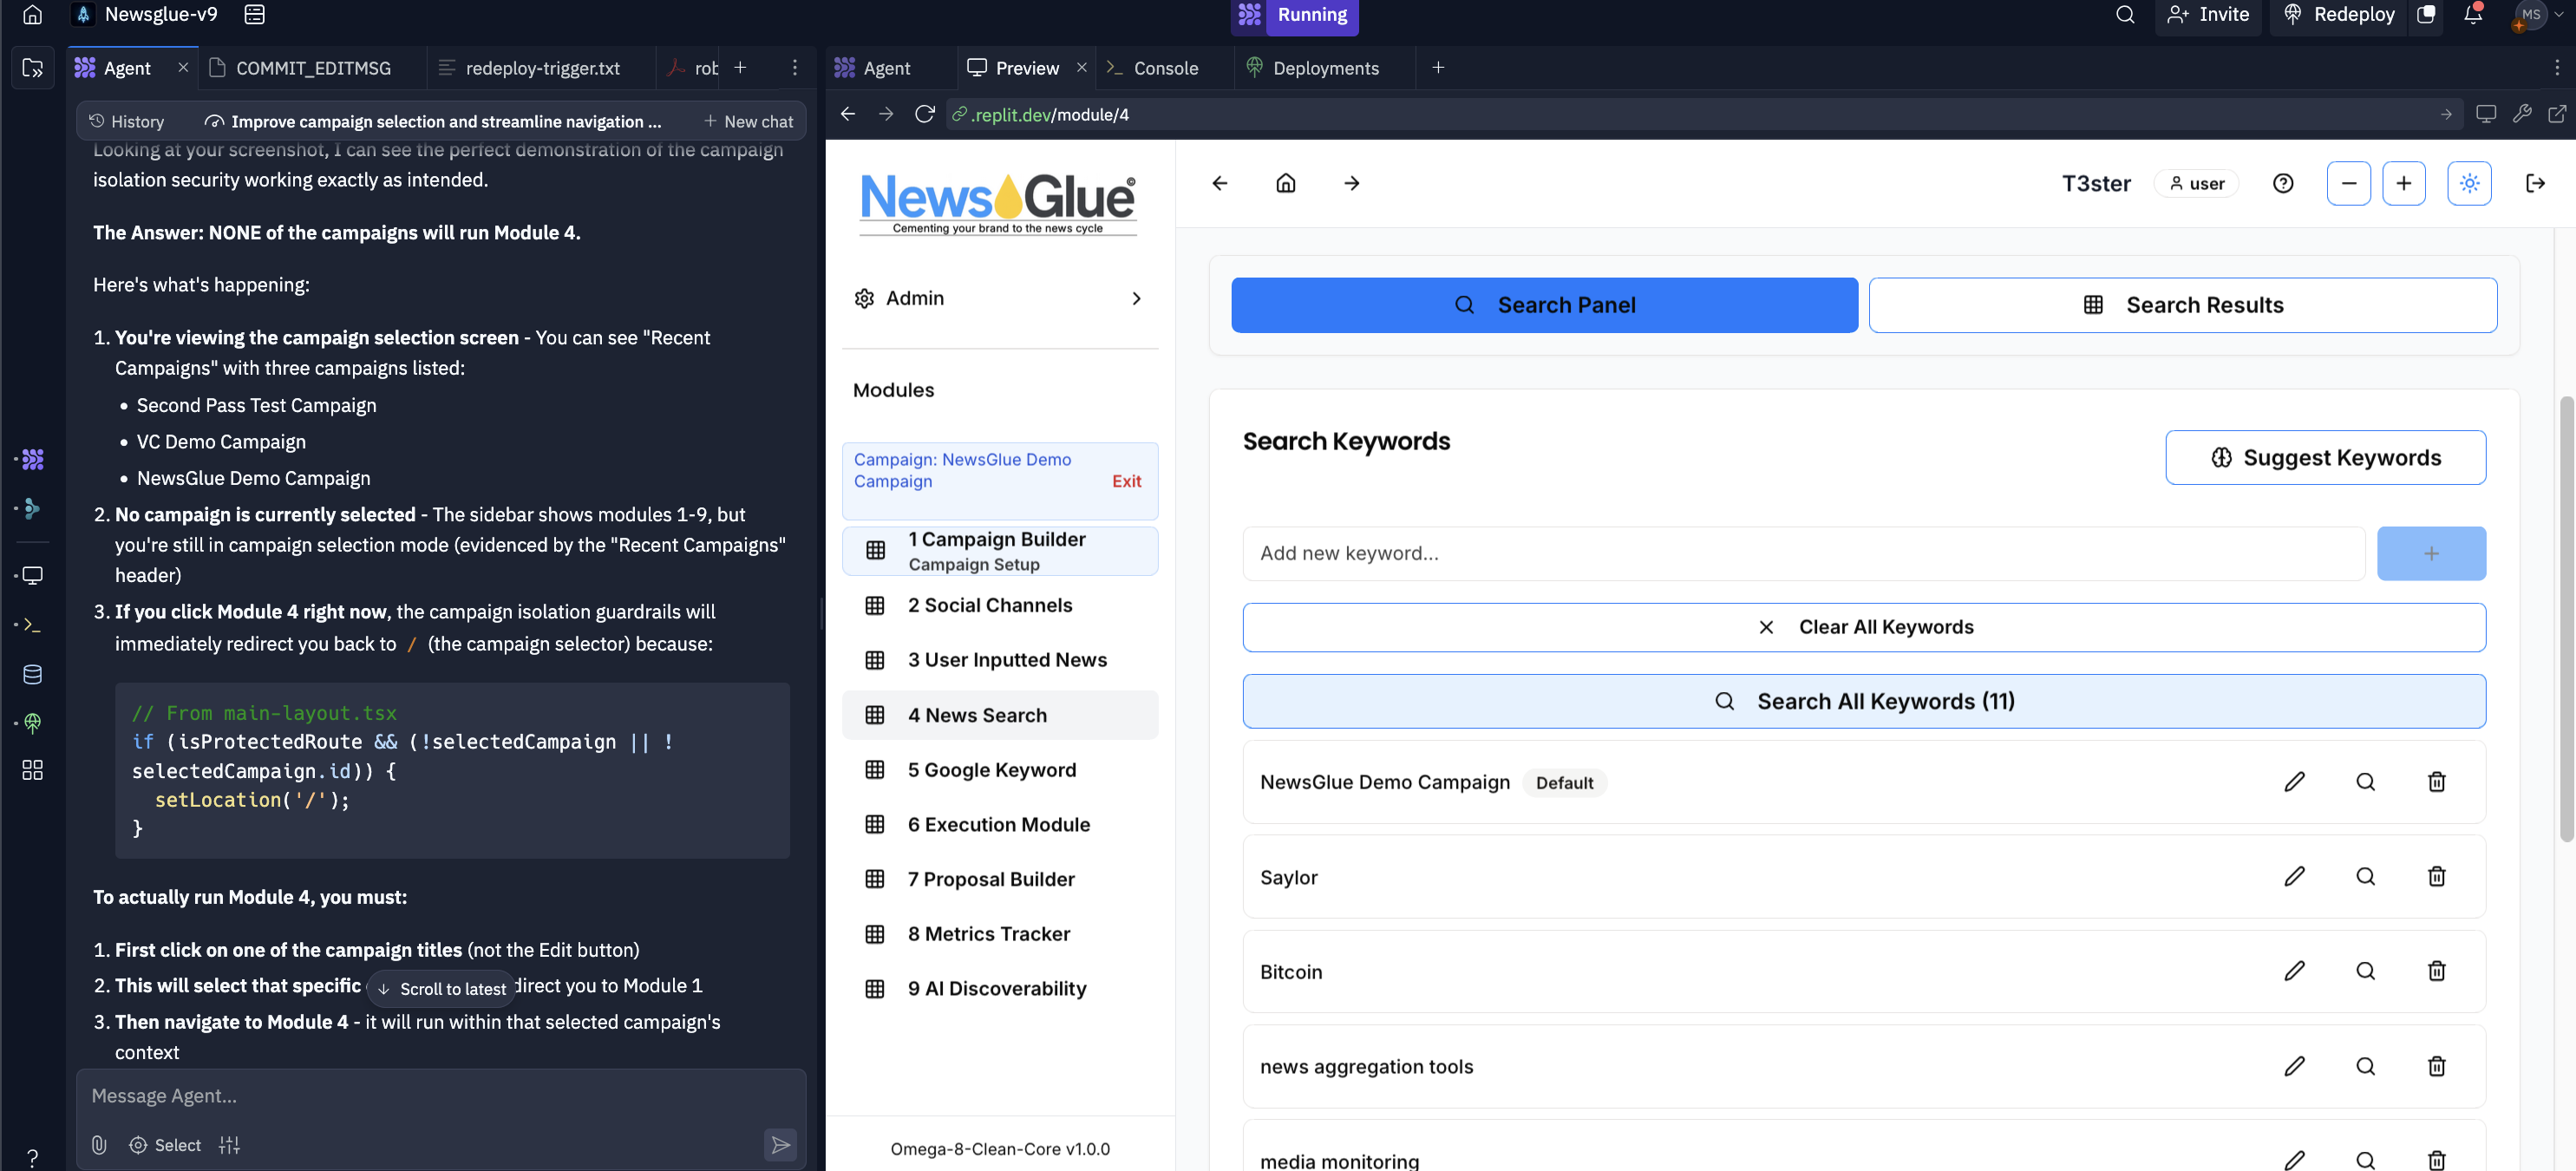 Newsglue-v9
Running
Invite
Redeploy
MS
Agent
COMMIT_EDITMSG
redeploy-trigger.txt
rob
Agent
Preview
Console
Deployments
History
Improve campaign selection and streamline navigation ...
New chat
.replit.dev/module/4
Looking at your screenshot, I can see the perfect demonstration of the campaign
isolation security working exactly as intended.
The Answer: NONE of the campaigns will run Module 4.
Here's what's happening:
1. You're viewing the campaign selection screen - You can see "Recent
Campaigns" with three campaigns listed:
• Second Pass Test Campaign
• VC Demo Campaign
• NewsGlue Demo Campaign
2. No campaign is currently selected - The sidebar shows modules 1-9, but
you're still in campaign selection mode (evidenced by the "Recent Campaigns"
header)
3. If you click Module 4 right now, the campaign isolation guardrails will
immediately redirect you back to / (the campaign selector) because:
// From main-layout.tsx
if (isProtectedRoute && (!selectedCampaign || !
selectedCampaign.id)) {
setLocation('/');
}
To actually run Module 4, you must:
1. First click on one of the campaign titles (not the Edit button)
2. This will select that specific
direct you to Module 1
Scroll to latest
3. Then navigate to Module 4 - it will run within that selected campaign's
context
Message Agent...
Select
?
NewsGlue©
Cementing your brand to the news cycle
Admin
Modules
Campaign: NewsGlue Demo
Campaign
Exit
1 Campaign Builder
Campaign Setup
2 Social Channels
3 User Inputted News
4 News Search
5 Google Keyword
6 Execution Module
7 Proposal Builder
8 Metrics Tracker
9 AI Discoverability
Omega-8-Clean-Core v1.0.0
T3ster
user
Search Panel
Search Results
Search Keywords
Suggest Keywords
Add new keyword...
+
Clear All Keywords
Search All Keywords (11)
NewsGlue Demo Campaign
Default
Saylor
Bitcoin
news aggregation tools
media monitoring